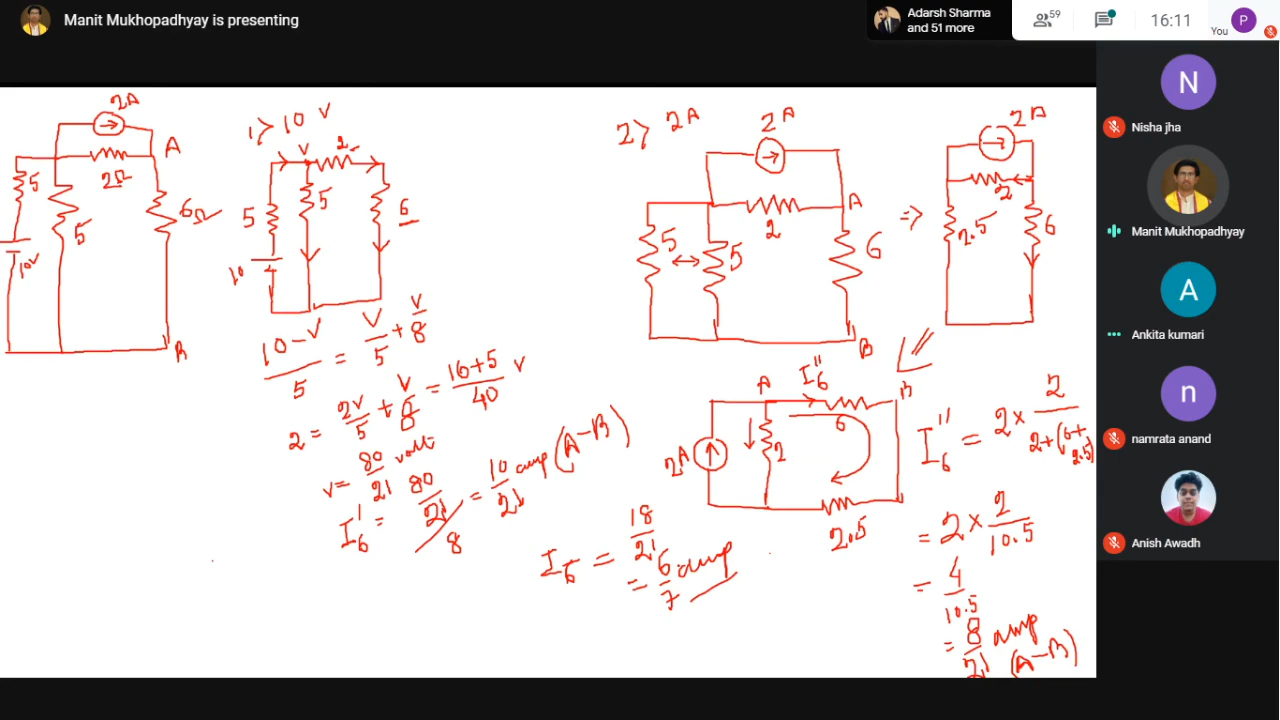 Manit Mukhopadhyay is presenting
Adarsh Sharma
and 51 more
59
16:11
You
P
N
Nisha jha
Manit Mukhopadhyay
A
Ankita kumari
n
namrata anand
Anish Awadh
2A
A
2Ω
5
5
6Ω
10V
B
1> 10 V
V
2
5
5
6
10
10-V/5 = V/5 + V/8
2 = 2V/5 + V/8 = 16+5/40 V
V = 80/21 volt
I6' = 80/21/8 = 10/21 amp (A-B)
2> 2A
2A
A
2
5 ↔ 5
6
B
=>
2A
2
2.5
6
A
I6''
B
6
2A
2
2.5
I6'' = 2 × 2/2+(6+2.5)
= 2 × 2/10.5
= 4/10.5
= 8/21 amp (A-B)
I6 = 18/21
= 6/7 amp